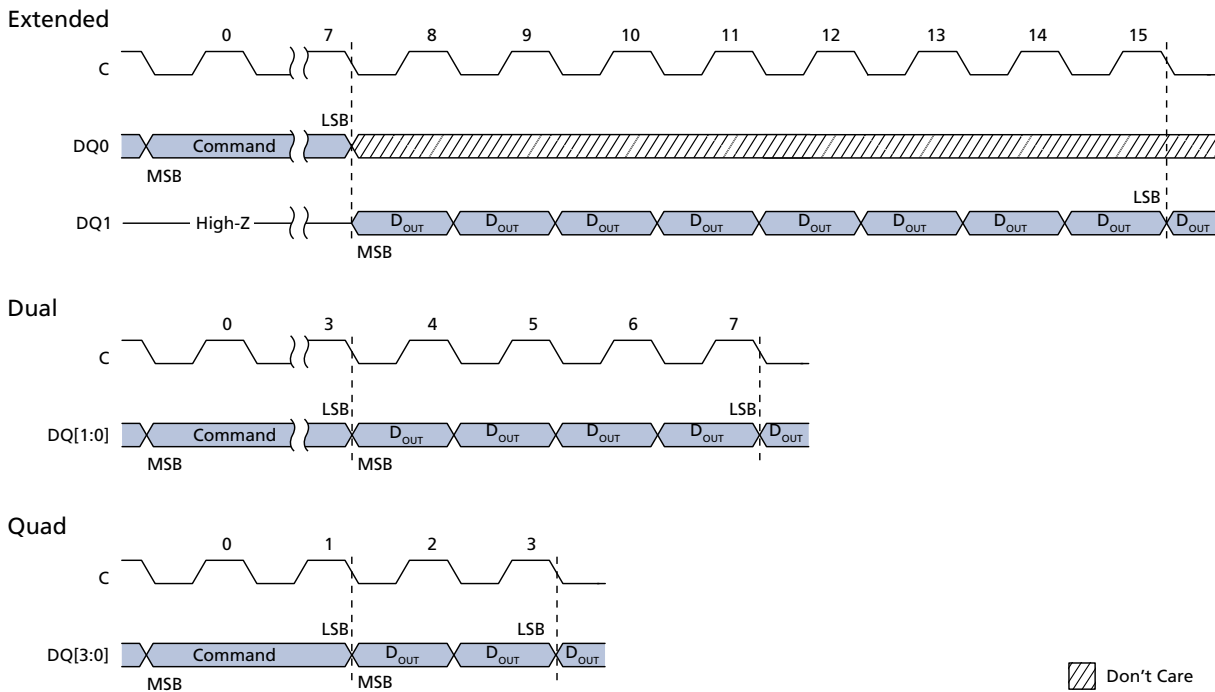 Extended
0 7 8 9 10 11 12 13 14 15
C
LSB
DQ0 Command
MSB
LSB
DQ1 High-Z DOUT DOUT DOUT DOUT DOUT DOUT DOUT DOUT DOUT
MSB
Dual
0 3 4 5 6 7
C
LSB LSB
DQ[1:0] Command DOUT DOUT DOUT DOUT DOUT
MSB MSB
Quad
0 1 2 3
C
LSB LSB
DQ[3:0] Command DOUT DOUT DOUT
MSB MSB
Don't Care